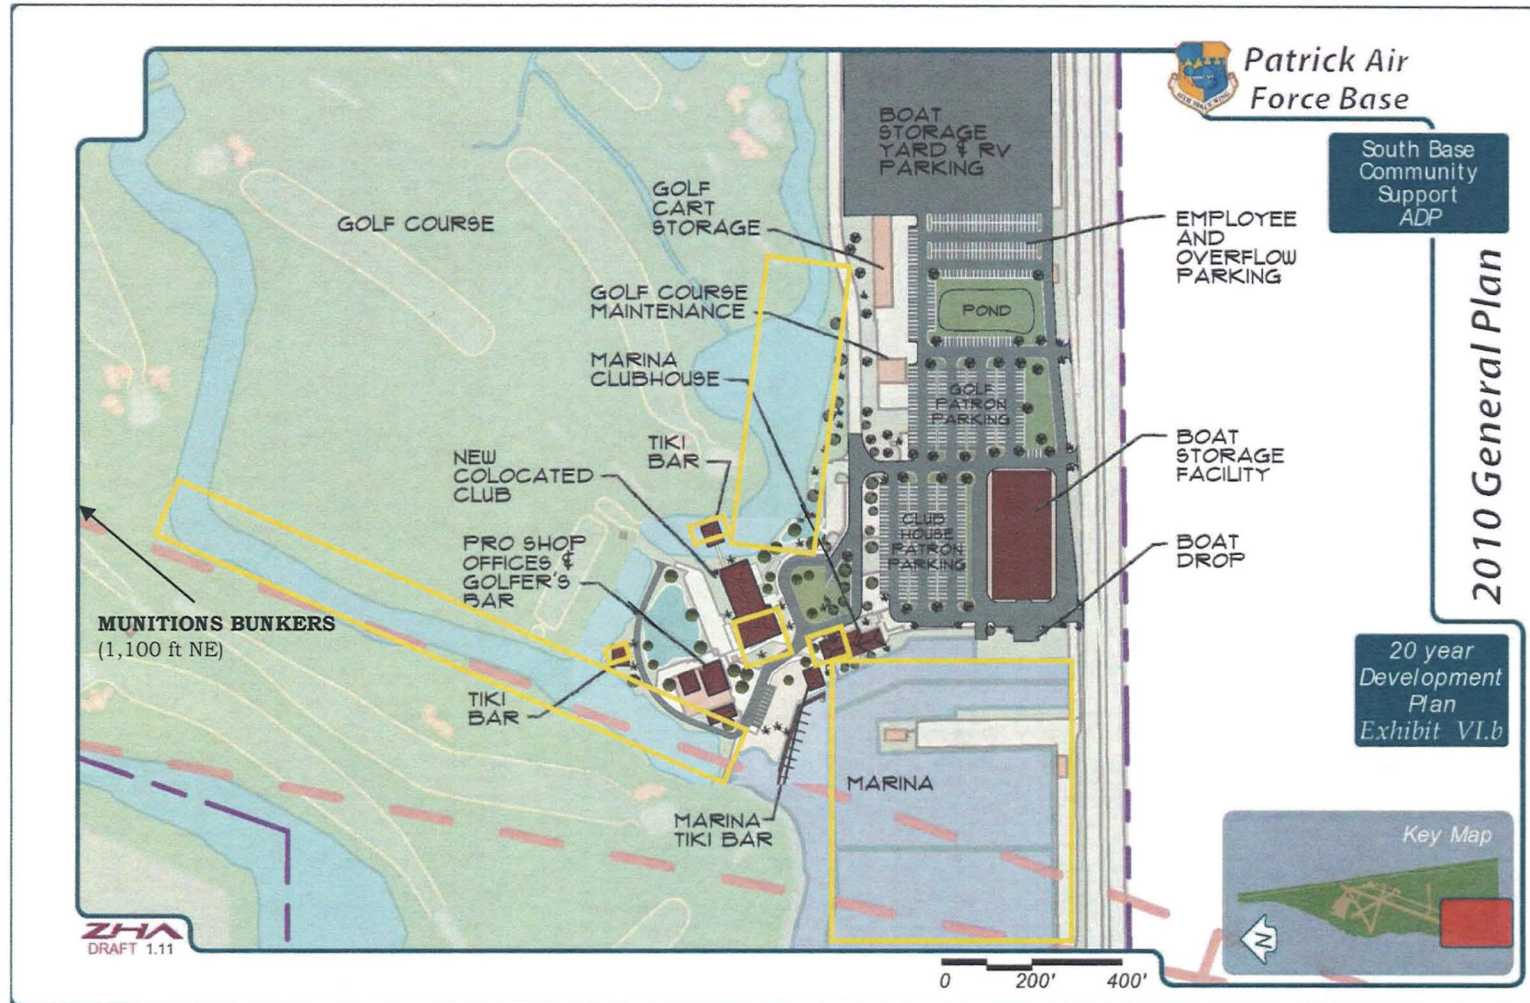 Patrick Air
Force Base
South Base
Community
Support
ADP
2010 General Plan
20 year
Development
Plan
Exhibit VI.b
Key Map
N
BOAT
STORAGE
YARD & RV
PARKING
GOLF COURSE
GOLF
CART
STORAGE
EMPLOYEE
AND
OVERFLOW
PARKING
GOLF COURSE
MAINTENANCE
POND
MARINA
CLUBHOUSE
GOLF
PATRON
PARKING
TIKI
BAR
NEW
COLOCATED
CLUB
BOAT
STORAGE
FACILITY
CLUB
HOUSE
PATRON
PARKING
PRO SHOP
OFFICES &
GOLFER'S
BAR
BOAT
DROP
MUNITIONS BUNKERS
(1,100 ft NE)
TIKI
BAR
MARINA
MARINA
TIKI BAR
ZHA
DRAFT 1.11
0 200' 400'